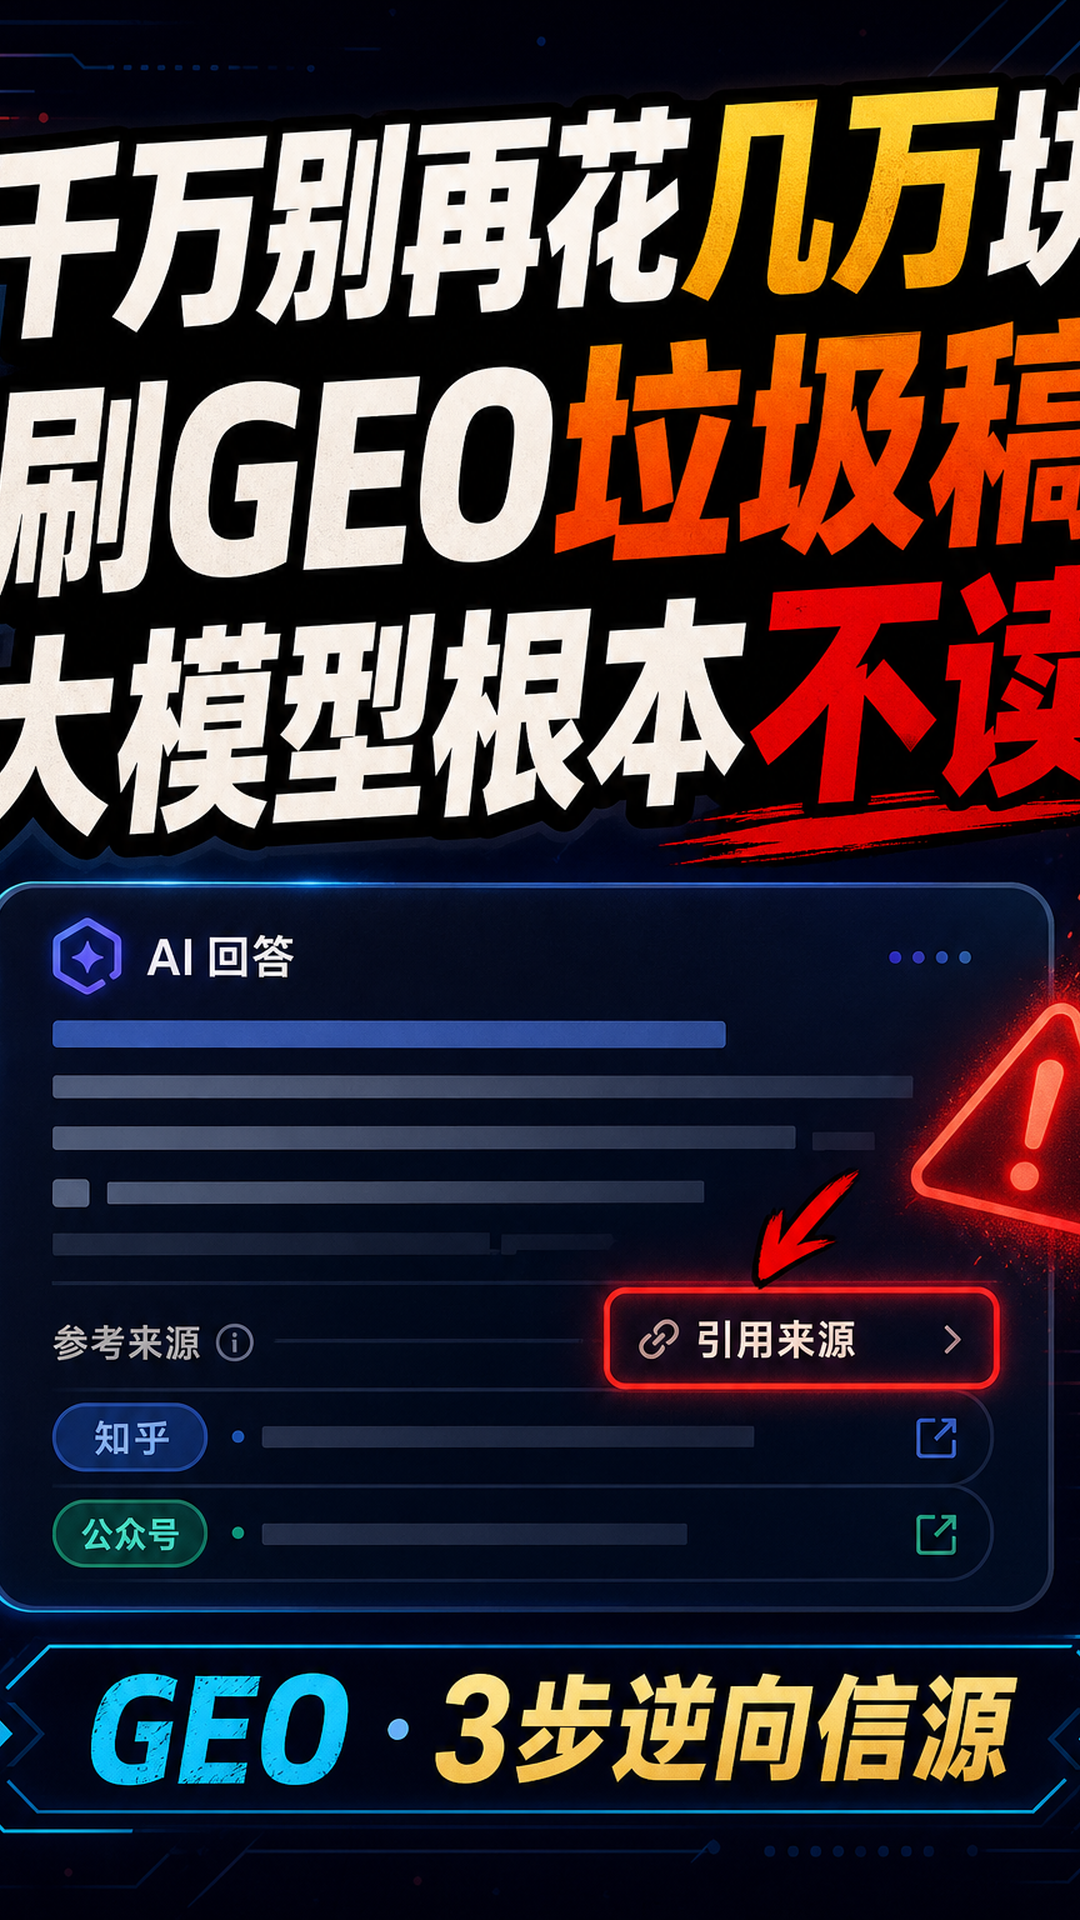 千万别再花几万块
刷GEO垃圾稿
大模型根本不读
AI 回答
参考来源
引用来源
知乎
公众号
GEO · 3步逆向信源